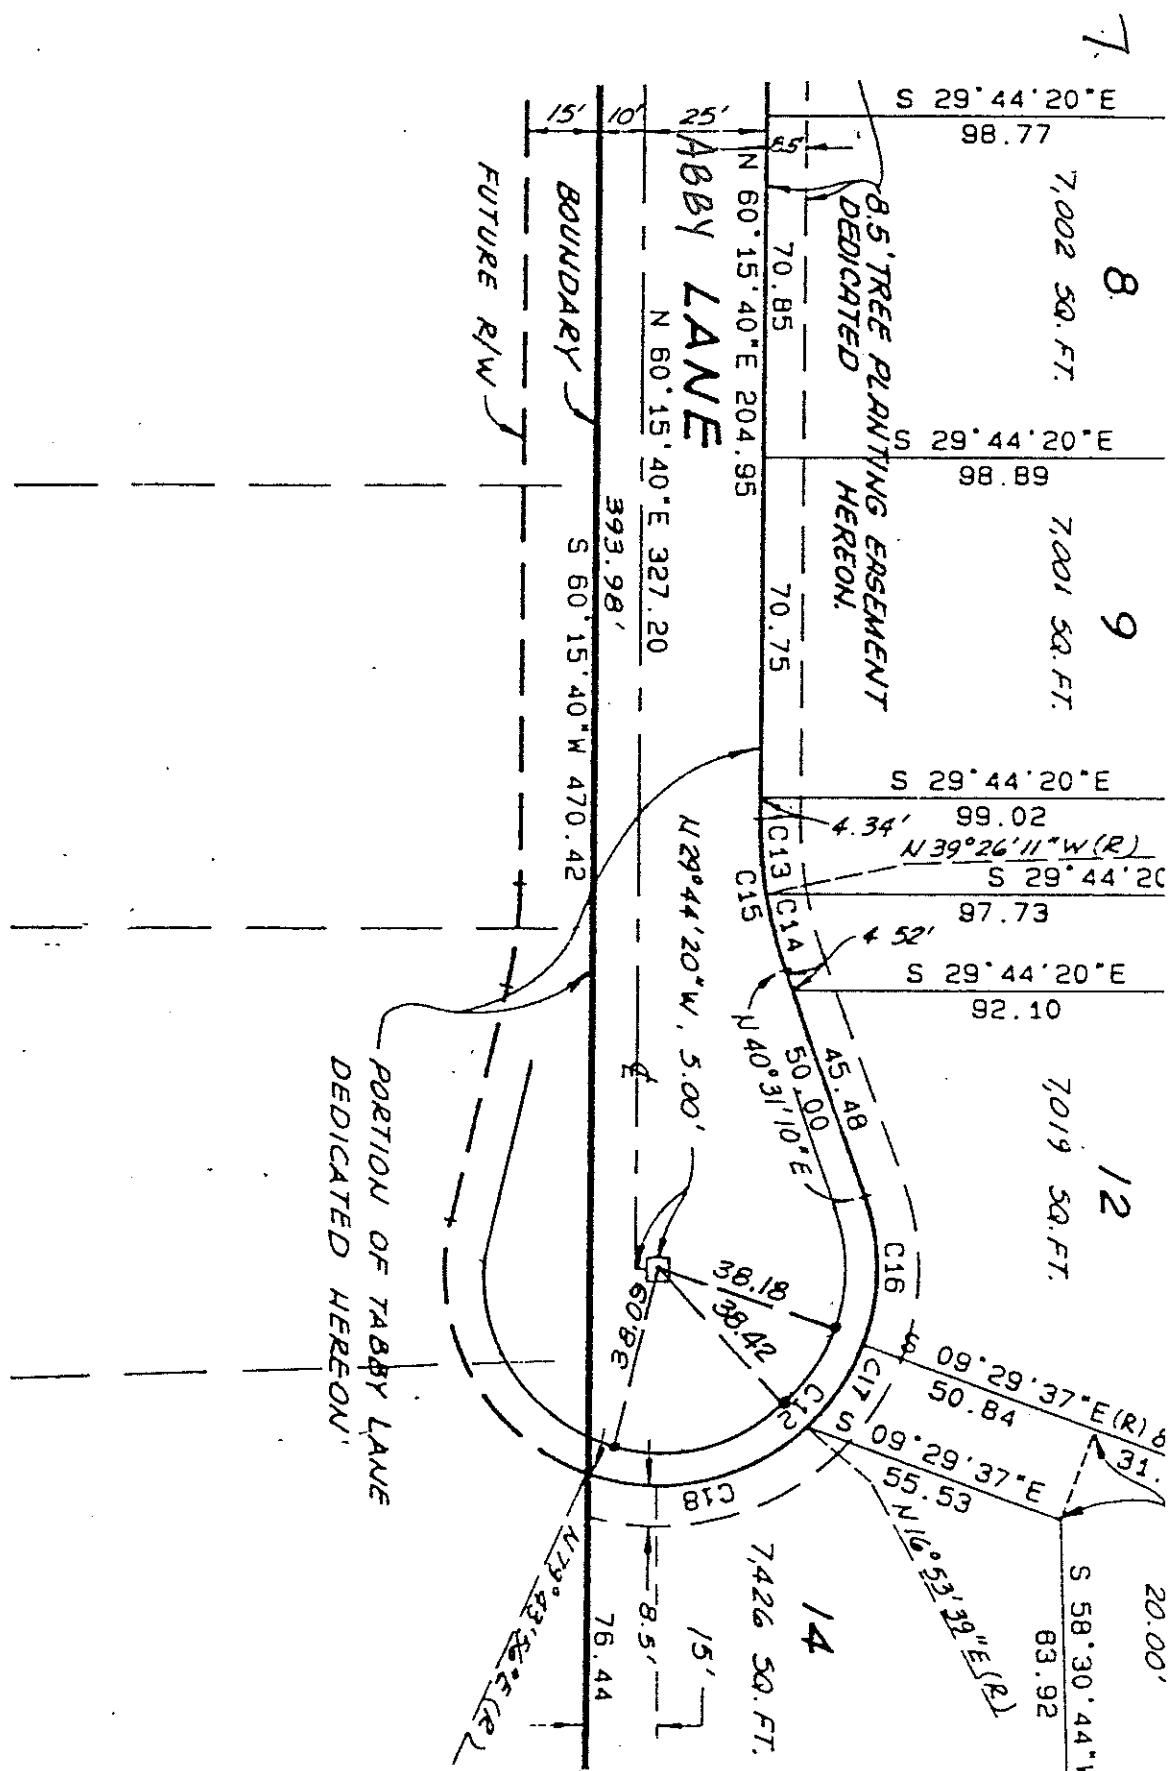 7.
S 29°44'20"E
98.77
8.
7,002 SQ. FT.
S 29°44'20"E
98.89
9
7,001 SQ. FT.
S 29°44'20"E
99.02
4.34'
N 39°26'11"W (R)
S 29°44'20
97.73
4.52'
S 29°44'20"E
92.10
12
7,019 SQ. FT.
15'
10'
25'
8.5'
8.5' TREE PLANTING EASEMENT
DEDICATED HEREON.
70.85
70.75
N 60°15'40"E 204.95
ABBY LANE
N 60°15'40"E 327.20
393.98'
S 60°15'40"W 470.42
BOUNDARY
FUTURE R/W
C13
C14
C15
N 29°44'20"W, 5.00'
45.48
50.00
N 40°31'10"E
C16
38.18
38.42
38.09
C12
C17
C18
S 09°29'37"E (R)
50.84
31.
S 09°29'37"E
55.53
N 16°53'39"E (R)
S 58°30'44"
83.92
20.00'
14
7,426 SQ. FT.
15'
8.5'
76.44
N 79°43'56"E (R)
PORTION OF TABBY LANE
DEDICATED HEREON.